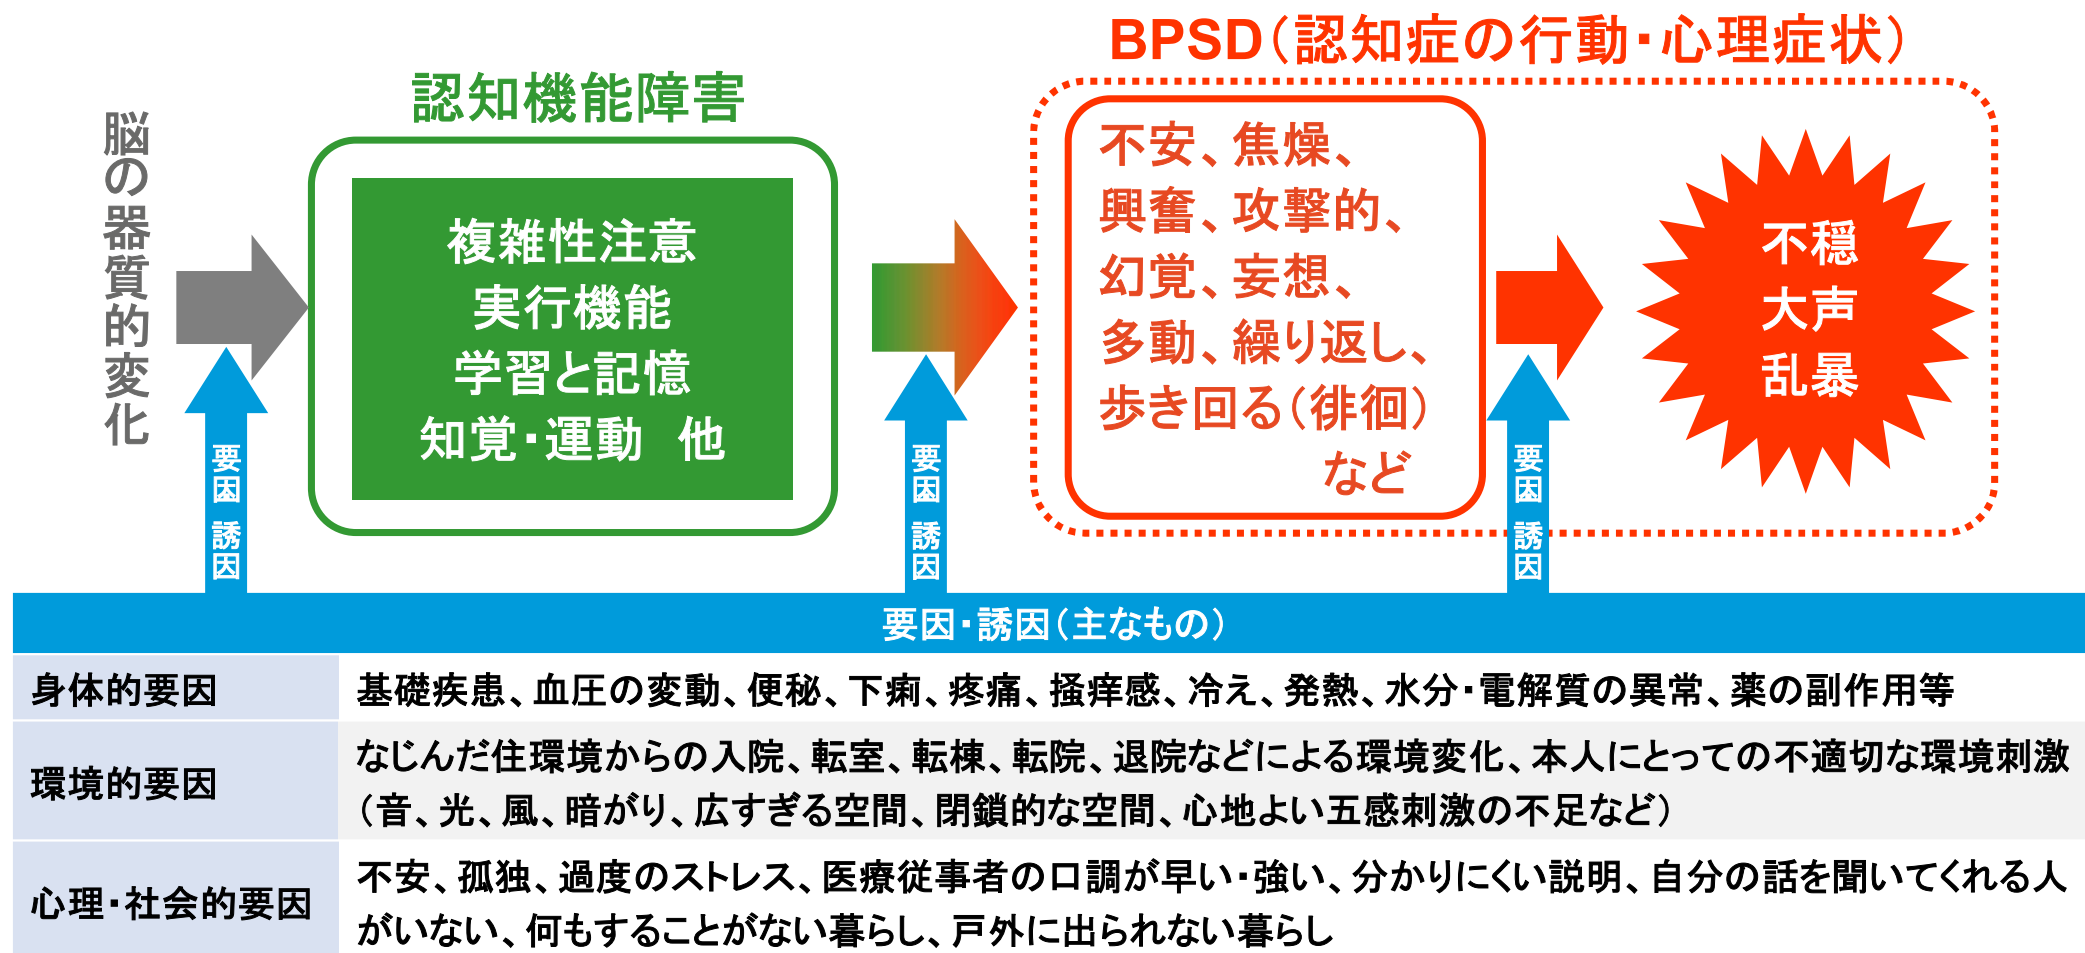 BPSD（認知症の行動・心理症状）
認知機能障害
脳の器質的変化
複雑性注意
実行機能
学習と記憶
知覚・運動　他
不安、焦燥、
興奮、攻撃的、
幻覚、妄想、
多動、繰り返し、
歩き回る（徘徊）
など
不穏
大声
乱暴
要因 誘因
要因 誘因
要因 誘因
要因・誘因（主なもの）
身体的要因
基礎疾患、血圧の変動、便秘、下痢、疼痛、掻痒感、冷え、発熱、水分・電解質の異常、薬の副作用等
環境的要因
なじんだ住環境からの入院、転室、転棟、転院、退院などによる環境変化、本人にとっての不適切な環境刺激
（音、光、風、暗がり、広すぎる空間、閉鎖的な空間、心地よい五感刺激の不足など）
心理・社会的要因
不安、孤独、過度のストレス、医療従事者の口調が早い・強い、分かりにくい説明、自分の話を聞いてくれる人
がいない、何もすることがない暮らし、戸外に出られない暮らし